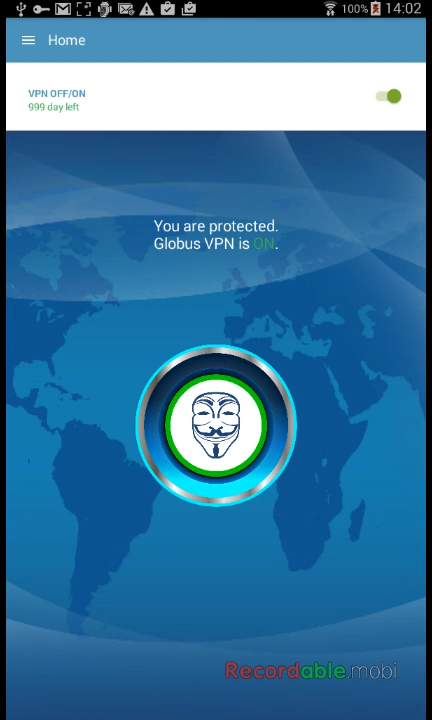 100% 14:02
Home
VPN OFF/ON
999 day left
You are protected.
Globus VPN is ON.
Recordable.mobi